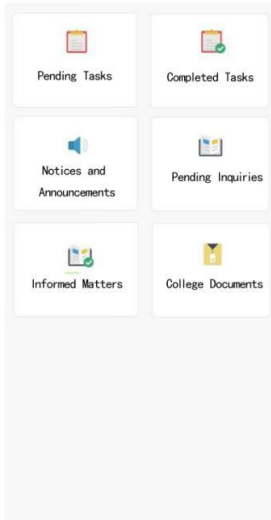 Pending Tasks
Completed Tasks
Notices and
Announcements
Pending Inquiries
Informed Matters
College Documents